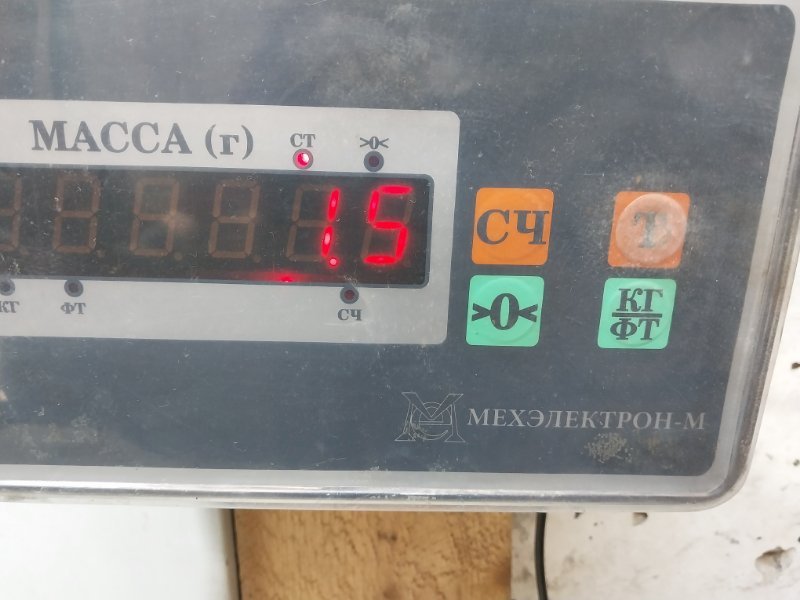 МАССА (г)
СТ >0<
1.5
КГ ФТ СЧ
СЧ Т
>0< КГ
ФТ
МЕХЭЛЕКТРОН-М